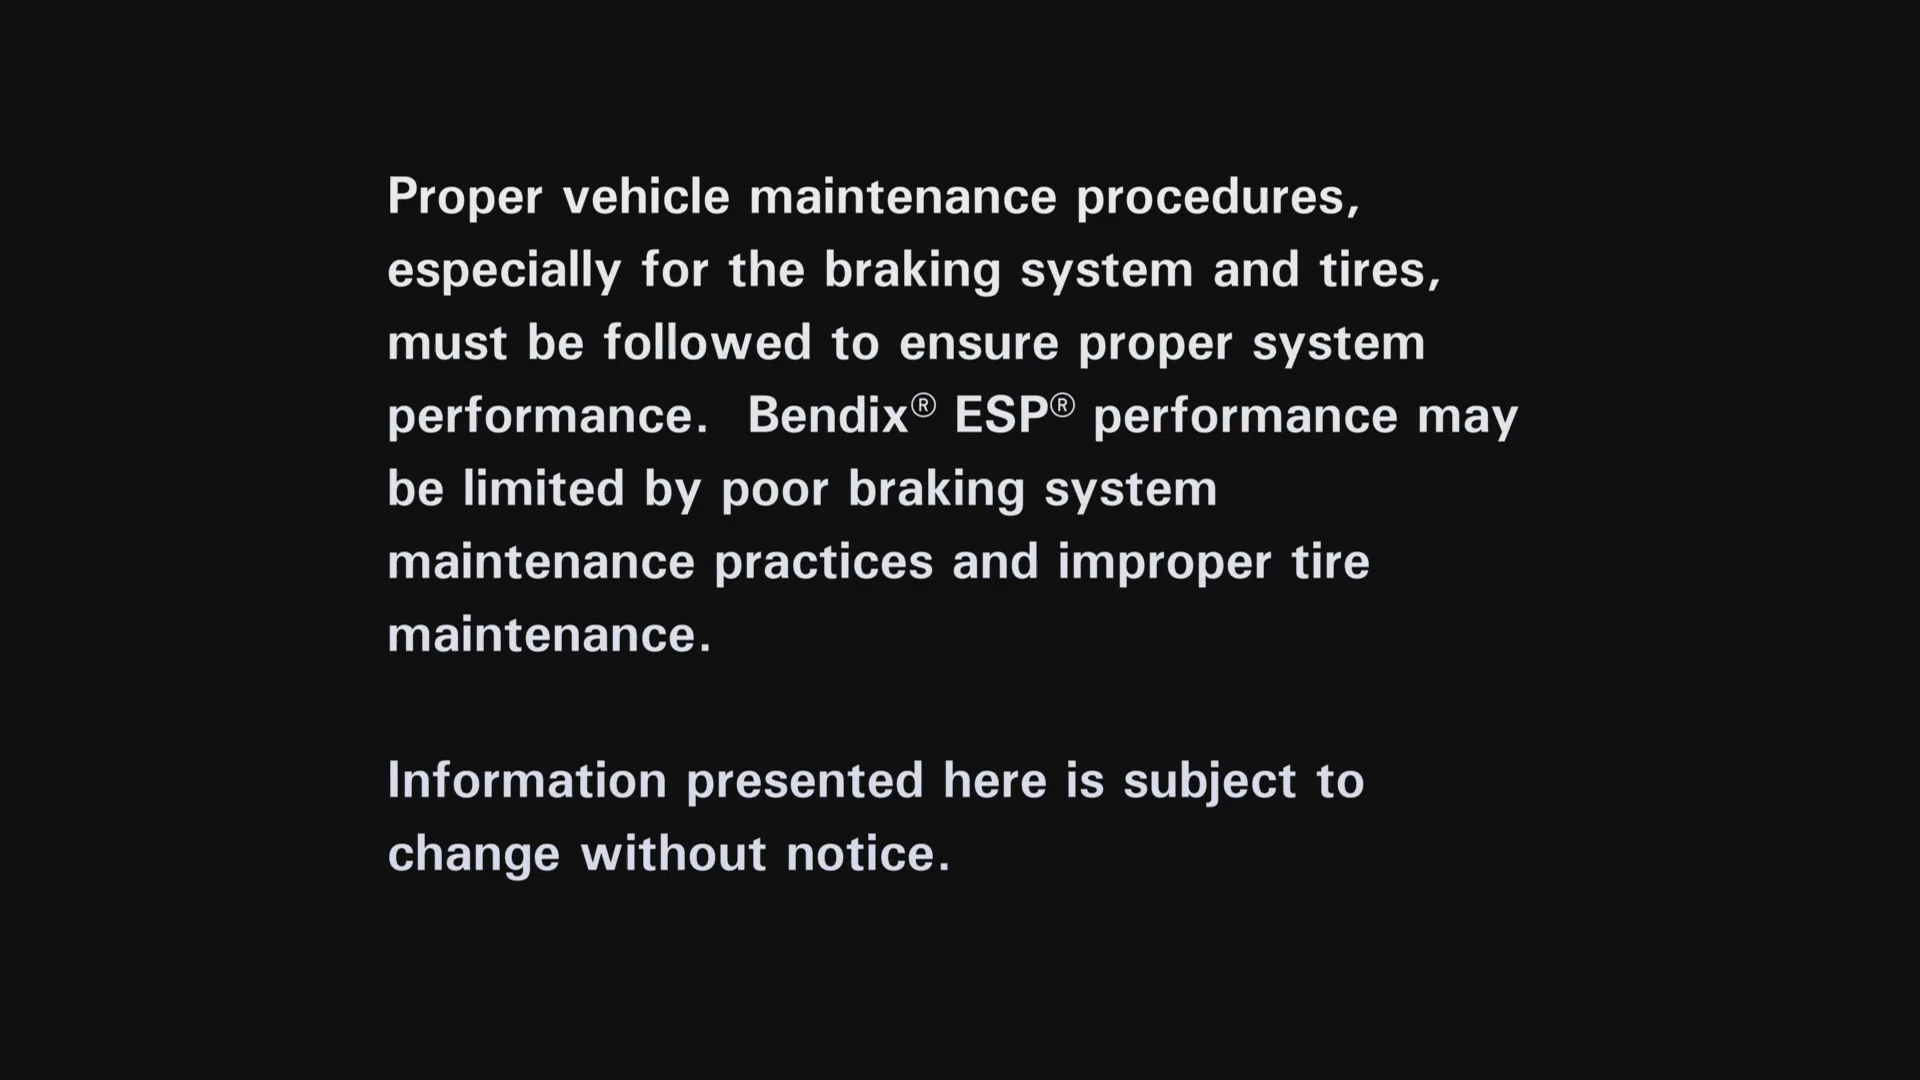 Proper vehicle maintenance procedures,
especially for the braking system and tires,
must be followed to ensure proper system
performance.  Bendix® ESP® performance may
be limited by poor braking system
maintenance practices and improper tire
maintenance.
Information presented here is subject to
change without notice.